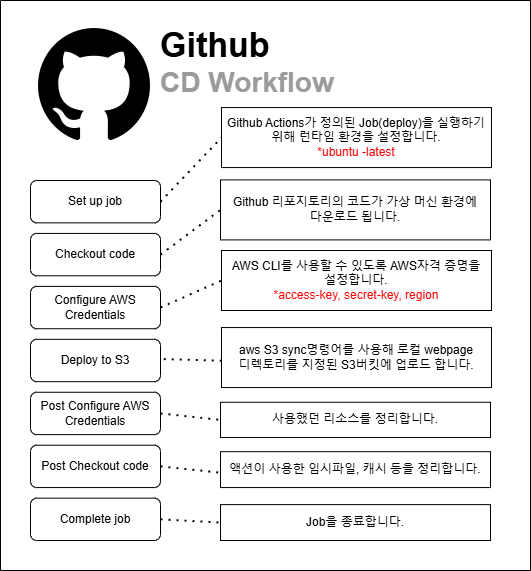 Github
CD Workflow
Github Actions가 정의된 Job(deploy)을 실행하기
위해 런타임 환경을 설정합니다.
*ubuntu -latest
Set up job
Github 리포지토리의 코드가 가상 머신 환경에
다운로드 됩니다.
Checkout code
AWS CLI를 사용할 수 있도록 AWS자격 증명을
설정합니다.
*access-key, secret-key, region
Configure AWS
Credentials
aws S3 sync명령어를 사용해 로컬 webpage
디렉토리를 지정된 S3버킷에 업로드 합니다.
Deploy to S3
Post Configure AWS
Credentials
사용했던 리소스를 정리합니다.
Post Checkout code
액션이 사용한 임시파일, 캐시 등을 정리합니다.
Complete job
Job을 종료합니다.